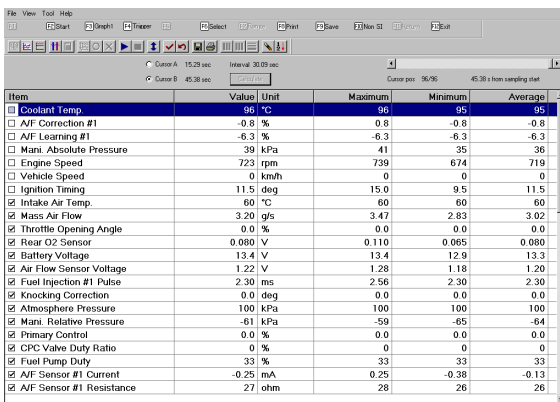 File View Tool Help
F2 Start F3 Graph1 F4 Trigger F6 Select F8 Print F9 Save F10 Non SI F11 Return F12 Exit
Cursor A 15.29 sec Interval 30.09 sec
Cursor B 45.38 sec Cursor pos 96/96 45.38 s from sampling start
Item Value Unit Maximum Minimum Average
Coolant Temp. 96 °C 96 95 95
A/F Correction #1 -0.8 % 0.8 -0.8 -0.8
A/F Learning #1 -6.3 % -6.3 -6.3 -6.3
Mani. Absolute Pressure 39 kPa 41 35 36
Engine Speed 723 rpm 739 674 719
Vehicle Speed 0 km/h 0 0 0
Ignition Timing 11.5 deg 15.0 9.5 11.5
Intake Air Temp. 60 °C 60 60 60
Mass Air Flow 3.20 g/s 3.47 2.83 3.02
Throttle Opening Angle 0.0 % 0.0 0.0 0.0
Rear O2 Sensor 0.080 V 0.110 0.065 0.080
Battery Voltage 13.4 V 13.4 12.9 13.3
Air Flow Sensor Voltage 1.22 V 1.28 1.18 1.20
Fuel Injection #1 Pulse 2.30 ms 2.56 2.30 2.30
Knocking Correction 0.0 deg 0.0 0.0 0.0
Atmosphere Pressure 100 kPa 100 100 100
Mani. Relative Pressure -61 kPa -59 -65 -64
Primary Control 0.0 % 0.0 0.0 0.0
CPC Valve Duty Ratio 0 % 0 0 0
Fuel Pump Duty 33 % 33 33 33
A/F Sensor #1 Current -0.25 mA 0.25 -0.38 -0.13
A/F Sensor #1 Resistance 27 ohm 28 26 26